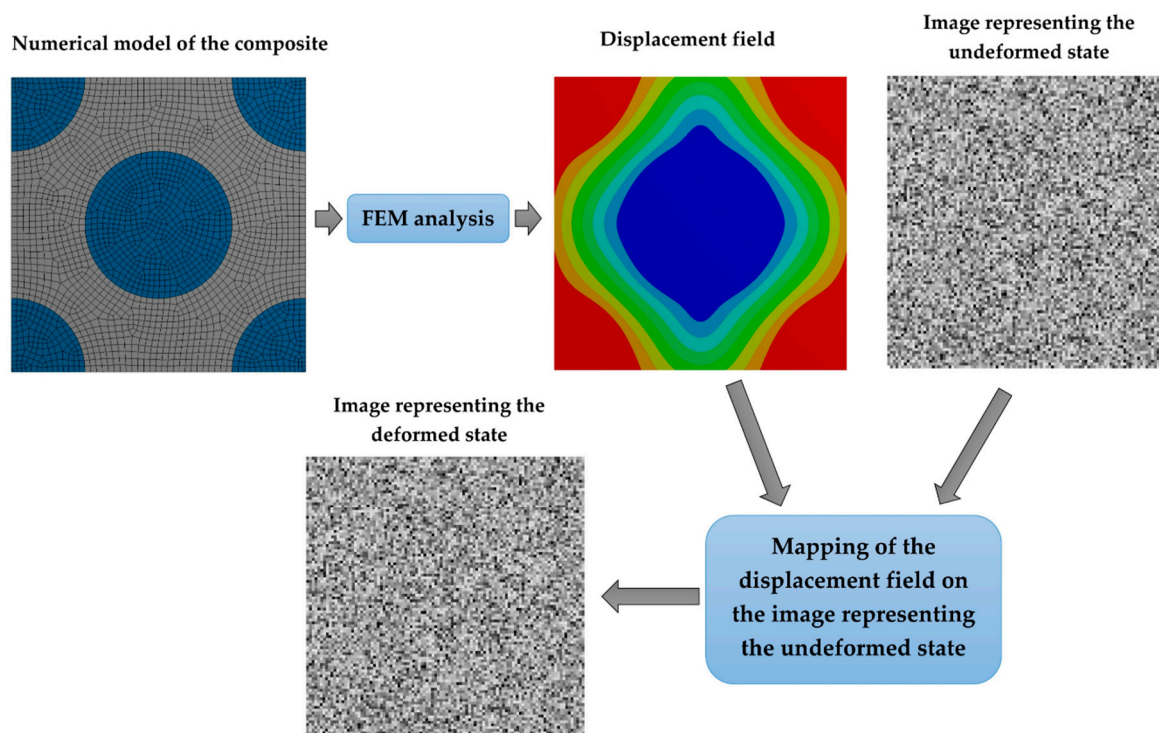 Numerical model of the composite
Displacement field
Image representing the
undeformed state
FEM analysis
Image representing the
deformed state
Mapping of the
displacement field on
the image representing
the undeformed state